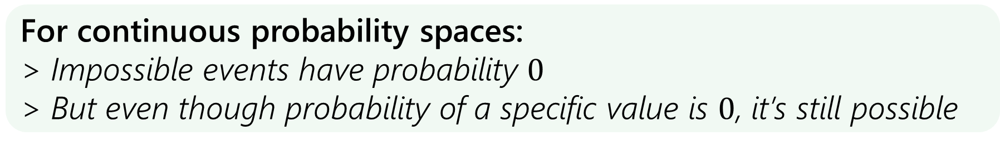 For continuous probability spaces:
> Impossible events have probability 0
> But even though probability of a specific value is 0, it’s still possible